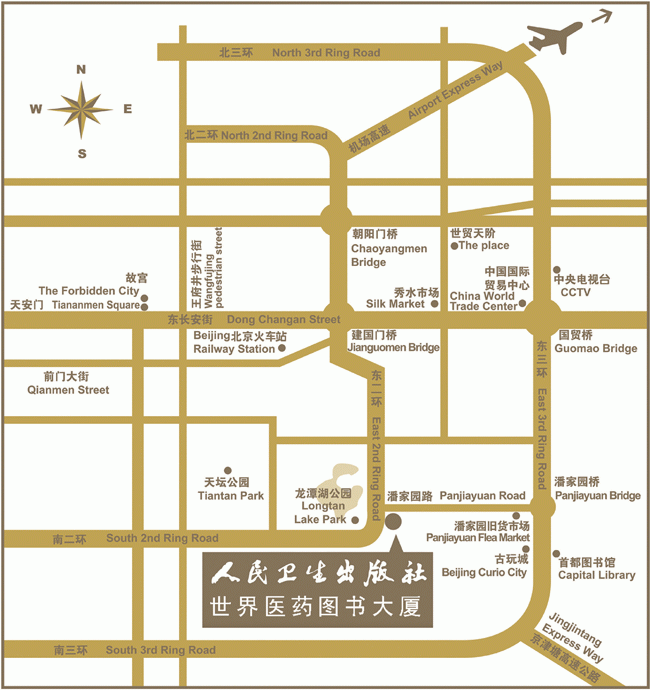 北三环 North 3rd Ring Road
机场高速 Airport Express Way
N
W E
S
北二环 North 2nd Ring Road
王府井步行街
Wangfujing
pedestrian street
朝阳门桥
Chaoyangmen
Bridge
世贸天阶
The place
故宫
The Forbidden City
天安门 Tiananmen Square
秀水市场
Silk Market
中国国际
贸易中心
China World
Trade Center
中央电视台
CCTV
东长安街 Dong Changan Street
Beijing北京火车站
Railway Station
建国门桥
Jianguomen Bridge
国贸桥
Guomao Bridge
前门大街
Qianmen Street
东二环 East 2nd Ring Road
东三环 East 3rd Ring Road
天坛公园
Tiantan Park
龙潭湖公园
Longtan
Lake Park
潘家园路 Panjiayuan Road
潘家园桥
Panjiayuan Bridge
潘家园旧货市场
Panjiayuan Flea Market
古玩城
Beijing Curio City
首都图书馆
Capital Library
南二环 South 2nd Ring Road
人民卫生出版社
世界医药图书大厦
南三环 South 3rd Ring Road
Jingjintang
Express Way
京津塘高速公路